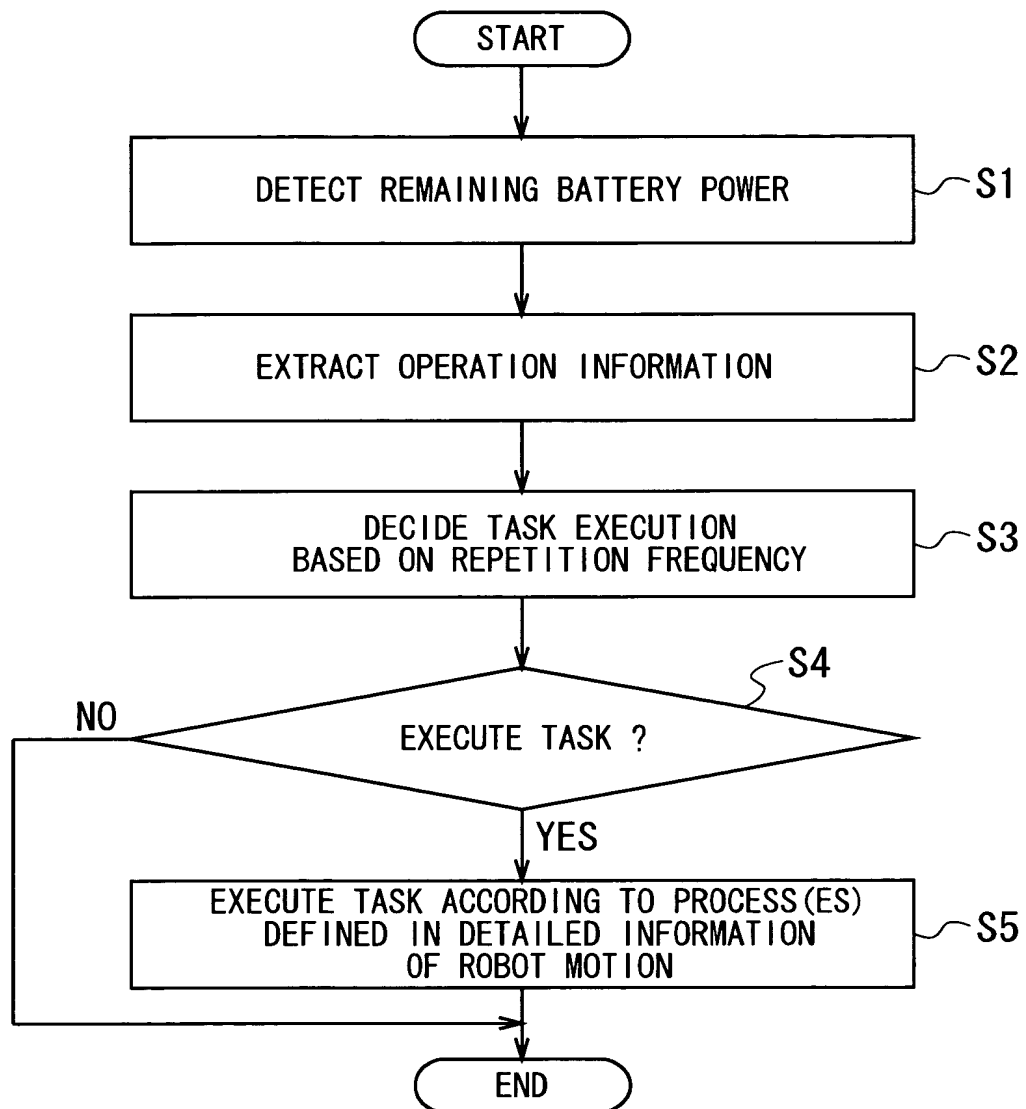 START
DETECT REMAINING BATTERY POWER
S1
EXTRACT OPERATION INFORMATION
S2
DECIDE TASK EXECUTION
BASED ON REPETITION FREQUENCY
S3
S4
EXECUTE TASK ?
NO
YES
EXECUTE TASK ACCORDING TO PROCESS(ES)
DEFINED IN DETAILED INFORMATION
OF ROBOT MOTION
S5
END